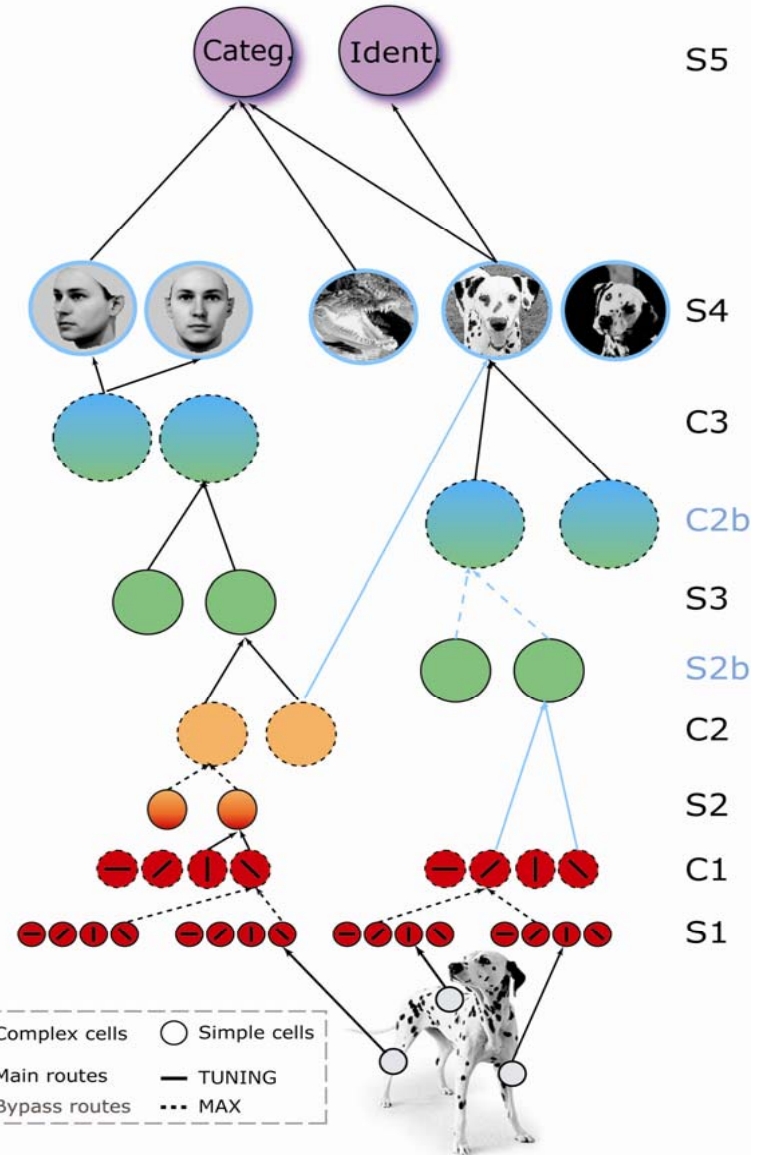 Categ.
Ident.
S5
S4
C3
C2b
S3
S2b
C2
S2
C1
S1
Complex cells
Simple cells
Main routes
TUNING
Bypass routes
MAX